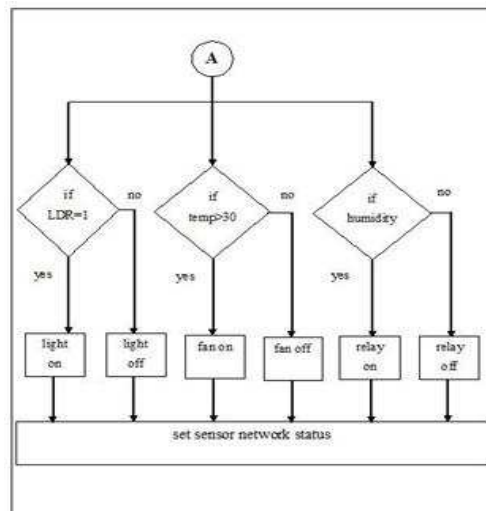 A
if
LDR=1
no
if
temp>30
no
if
humidity
no
yes
yes
yes
light
on
light
off
fan on
fan off
relay
on
relay
off
set sensor network status